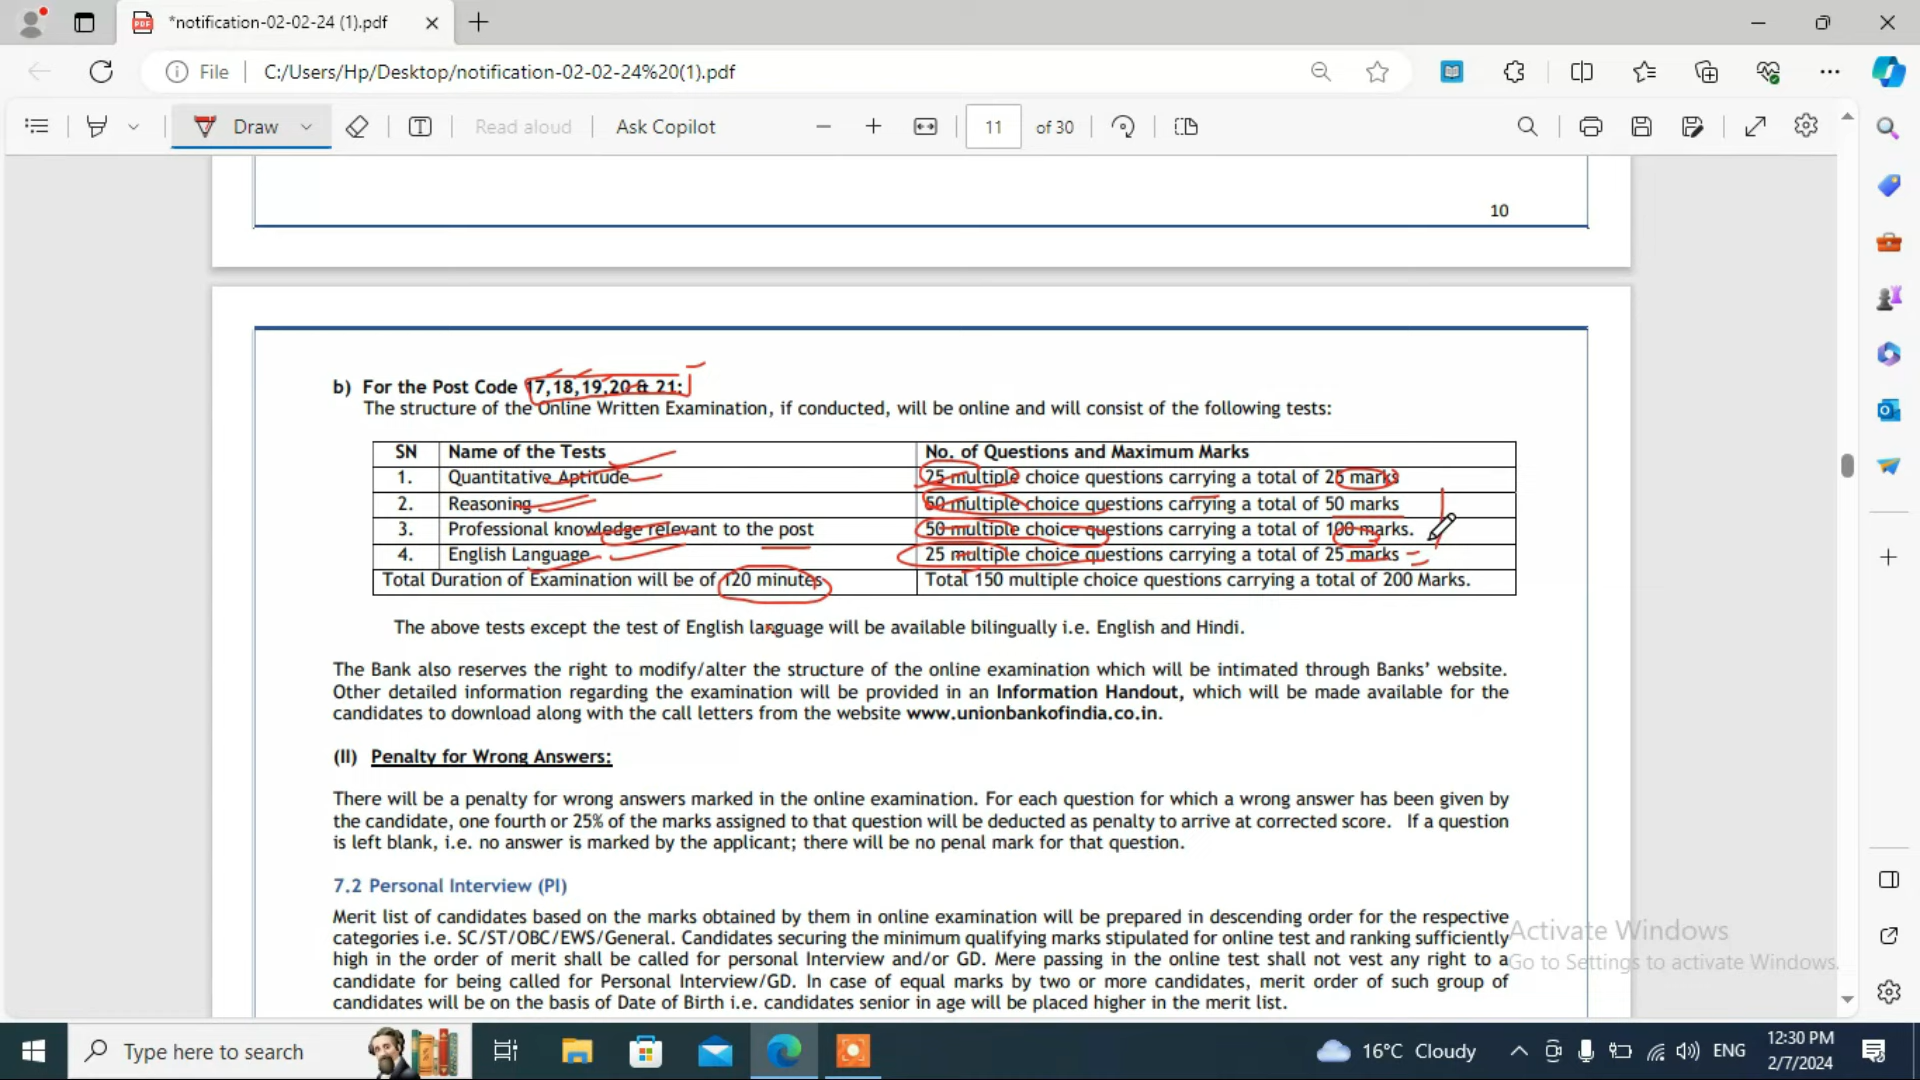 *notification-02-02-24 (1).pdf
File
C:/Users/Hp/Desktop/notification-02-02-24%20(1).pdf
Draw
Read aloud
Ask Copilot
11 of 30
10
b) For the Post Code 17,18,19,20 & 21:
The structure of the Online Written Examination, if conducted, will be online and will consist of the following tests:
SN Name of the Tests No. of Questions and Maximum Marks
1. Quantitative Aptitude 25 multiple choice questions carrying a total of 25 marks
2. Reasoning 50 multiple choice questions carrying a total of 50 marks
3. Professional knowledge relevant to the post 50 multiple choice questions carrying a total of 100 marks.
4. English Language 25 multiple choice questions carrying a total of 25 marks
Total Duration of Examination will be of 120 minutes Total 150 multiple choice questions carrying a total of 200 Marks.
The above tests except the test of English language will be available bilingually i.e. English and Hindi.
The Bank also reserves the right to modify/alter the structure of the online examination which will be intimated through Banks’ website.
Other detailed information regarding the examination will be provided in an Information Handout, which will be made available for the
candidates to download along with the call letters from the website www.unionbankofindia.co.in.
(II) Penalty for Wrong Answers:
There will be a penalty for wrong answers marked in the online examination. For each question for which a wrong answer has been given by
the candidate, one fourth or 25% of the marks assigned to that question will be deducted as penalty to arrive at corrected score. If a question
is left blank, i.e. no answer is marked by the applicant; there will be no penal mark for that question.
7.2 Personal Interview (PI)
Merit list of candidates based on the marks obtained by them in online examination will be prepared in descending order for the respective
categories i.e. SC/ST/OBC/EWS/General. Candidates securing the minimum qualifying marks stipulated for online test and ranking sufficiently
high in the order of merit shall be called for personal Interview and/or GD. Mere passing in the online test shall not vest any right to a
candidate for being called for Personal Interview/GD. In case of equal marks by two or more candidates, merit order of such group of
candidates will be on the basis of Date of Birth i.e. candidates senior in age will be placed higher in the merit list.
Activate Windows
Go to Settings to activate Windows.
Type here to search
16°C Cloudy
ENG
12:30 PM
2/7/2024